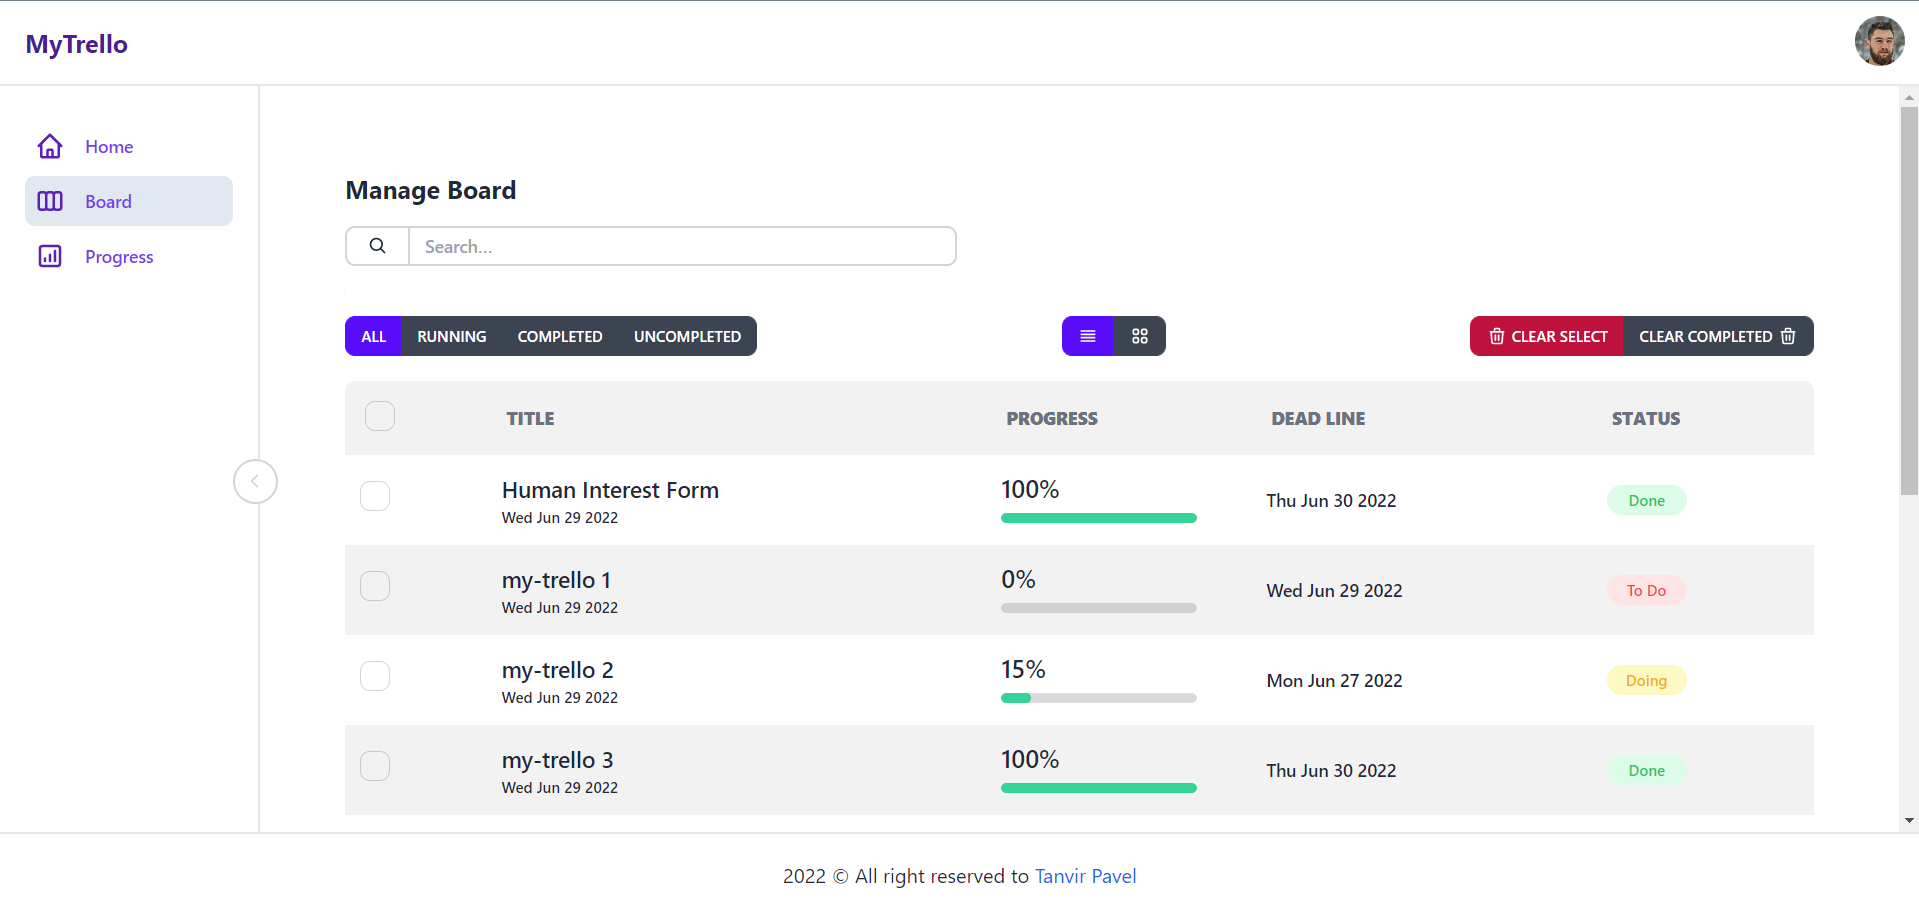 MyTrello
Home
Board
Progress
Manage Board
Search...
ALL RUNNING COMPLETED UNCOMPLETED CLEAR SELECT CLEAR COMPLETED
TITLE PROGRESS DEAD LINE STATUS
Human Interest Form 100% Thu Jun 30 2022 Done
Wed Jun 29 2022
my-trello 1 0% Wed Jun 29 2022 To Do
Wed Jun 29 2022
my-trello 2 15% Mon Jun 27 2022 Doing
Wed Jun 29 2022
my-trello 3 100% Thu Jun 30 2022 Done
Wed Jun 29 2022
2022 © All right reserved to Tanvir Pavel